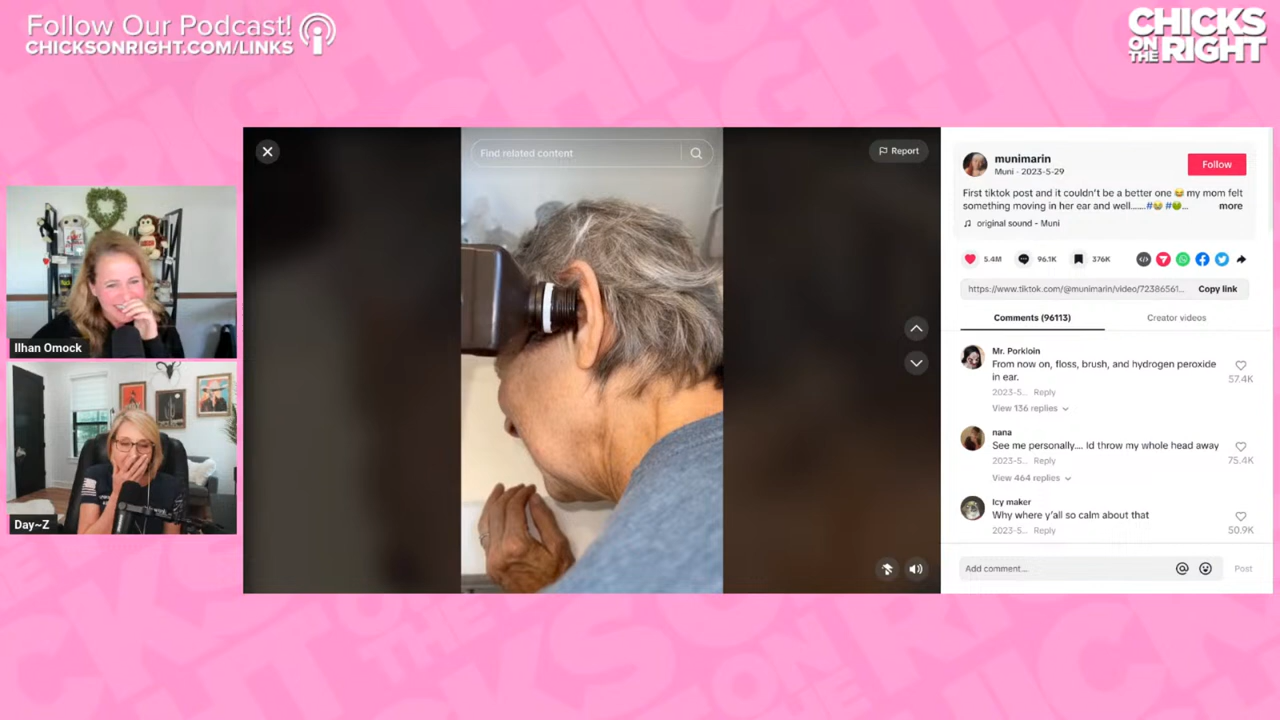 Follow Our Podcast!
CHICKSONRIGHT.COM/LINKS
CHICKS
ON THE RIGHT
Ilhan Omock
Day~Z
Find related content
Report
munimarin
Muni · 2023-5-29
Follow
First tiktok post and it couldn't be a better one 😂 my mom felt
something moving in her ear and well......#😂 #🤢... more
original sound - Muni
5.4M
96.1K
376K
https://www.tiktok.com/@munimarin/video/72386561...
Copy link
Comments (96113)
Creator videos
Mr. Porkloin
From now on, floss, brush, and hydrogen peroxide
in ear.
57.4K
2023-5... Reply
View 136 replies
nana
See me personally.... Id throw my whole head away
75.4K
2023-5... Reply
View 464 replies
Icy maker
Why where y'all so calm about that
50.9K
2023-5... Reply
Add comment...
Post